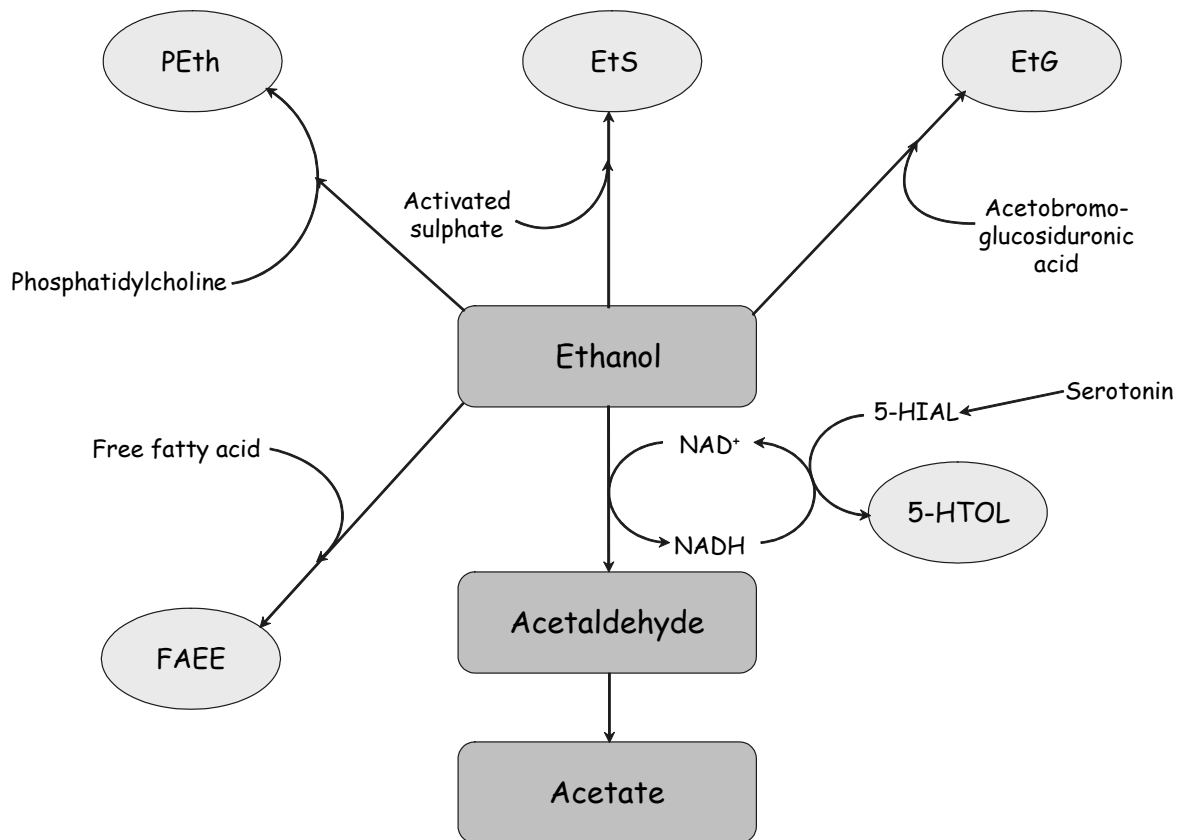 PEth
EtS
EtG
Activated
sulphate
Acetobromo-
glucosiduronic
acid
Phosphatidylcholine
Ethanol
Serotonin
5-HIAL
Free fatty acid
NAD⁺
5-HTOL
NADH
Acetaldehyde
FAEE
Acetate